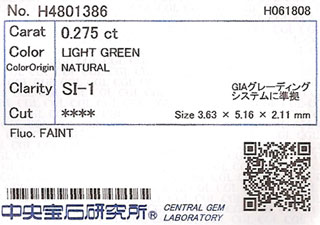 No. H4801386 H061808
Carat 0.275 ct
Color LIGHT GREEN
ColorOrigin NATURAL
Clarity SI-1 GIAグレーディング
システムに準拠
Cut **** Size 3.63 × 5.16 × 2.11 mm
Fluo. FAINT
中央宝石研究所® CENTRAL GEM
LABORATORY